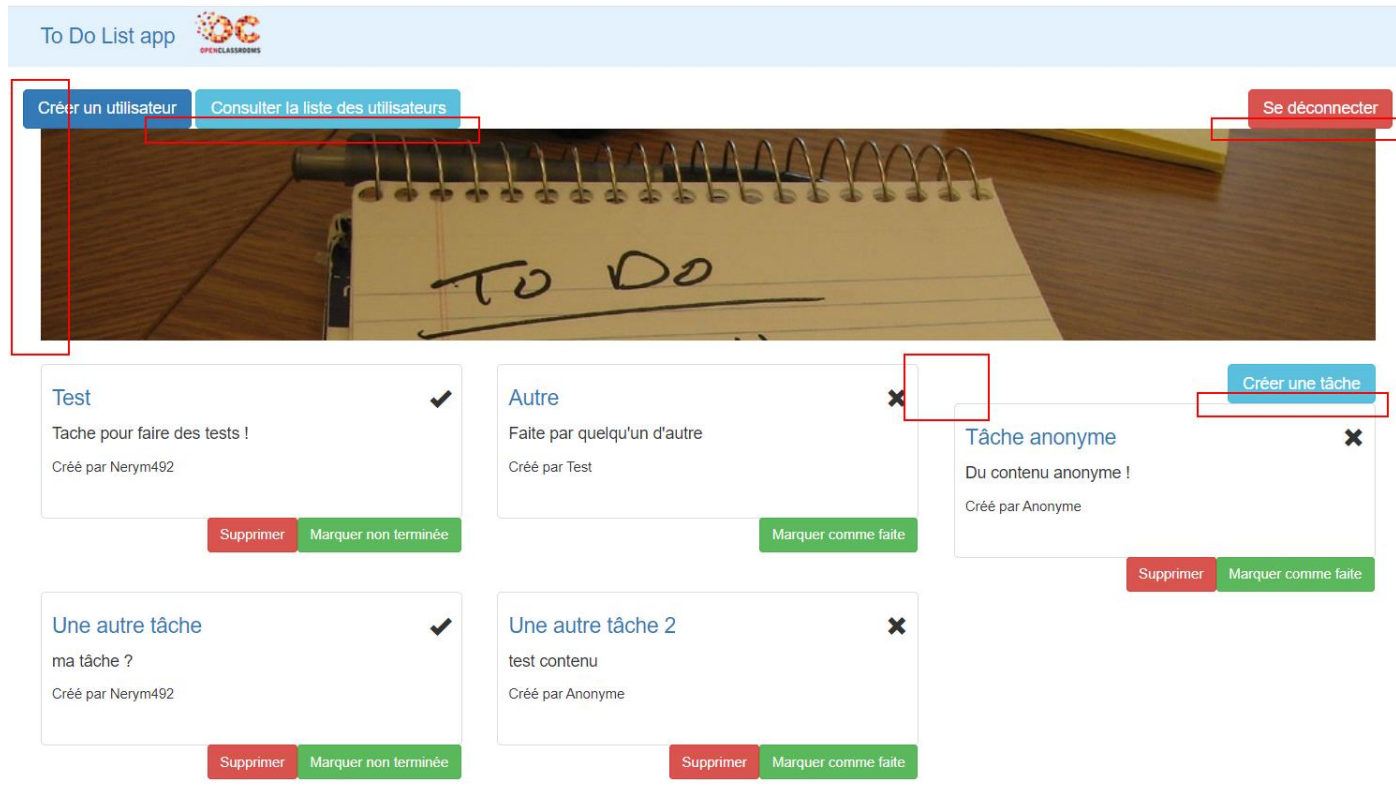 To Do List app
OPENCLASSROOMS
Créer un utilisateur
Consulter la liste des utilisateurs
Se déconnecter
To Do
Créer une tâche
Test
Tache pour faire des tests !
Créé par Nerym492
Supprimer
Marquer non terminée
Autre
Faite par quelqu'un d'autre
Créé par Test
Marquer comme faite
Tâche anonyme
Du contenu anonyme !
Créé par Anonyme
Supprimer
Marquer comme faite
Une autre tâche
ma tâche ?
Créé par Nerym492
Supprimer
Marquer non terminée
Une autre tâche 2
test contenu
Créé par Anonyme
Supprimer
Marquer comme faite